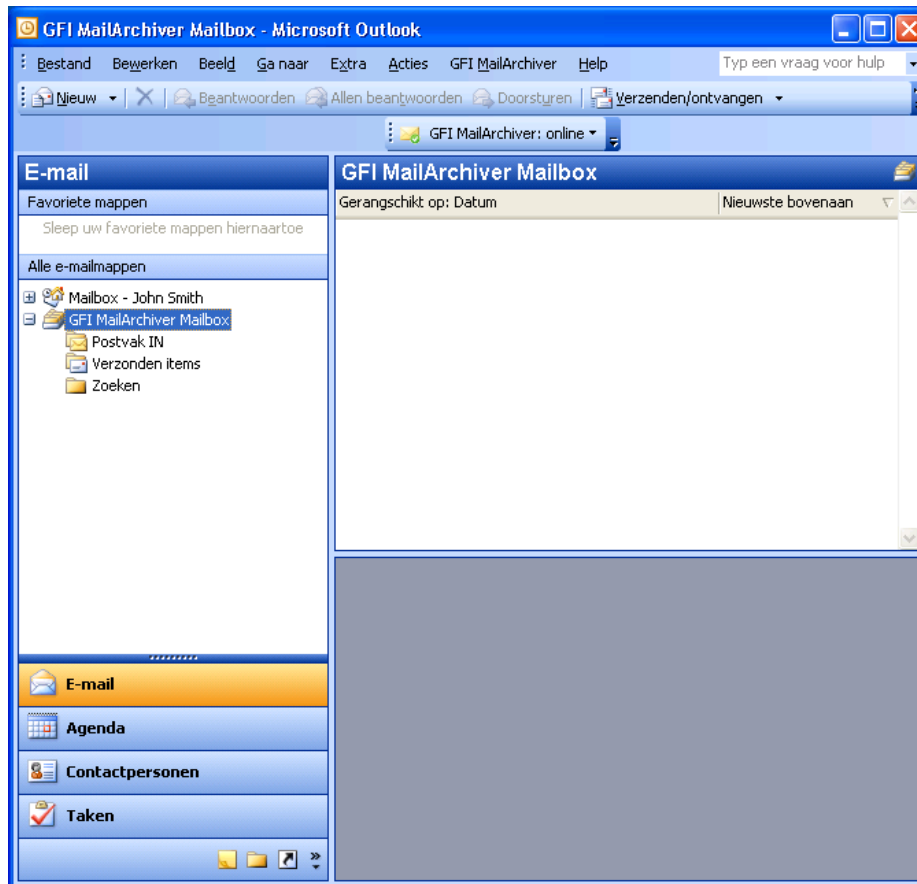 GFI MailArchiver Mailbox - Microsoft Outlook
Bestand Bewerken Beeld Ga naar Extra Acties GFI MailArchiver Help Typ een vraag voor hulp
Nieuw Beantwoorden Allen beantwoorden Doorsturen Verzenden/ontvangen
GFI MailArchiver: online
E-mail
Favoriete mappen
Sleep uw favoriete mappen hiernaartoe
Alle e-mailmappen
Mailbox - John Smith
GFI MailArchiver Mailbox
Postvak IN
Verzonden items
Zoeken
GFI MailArchiver Mailbox
Gerangschikt op: Datum Nieuwste bovenaan
E-mail
Agenda
Contactpersonen
Taken